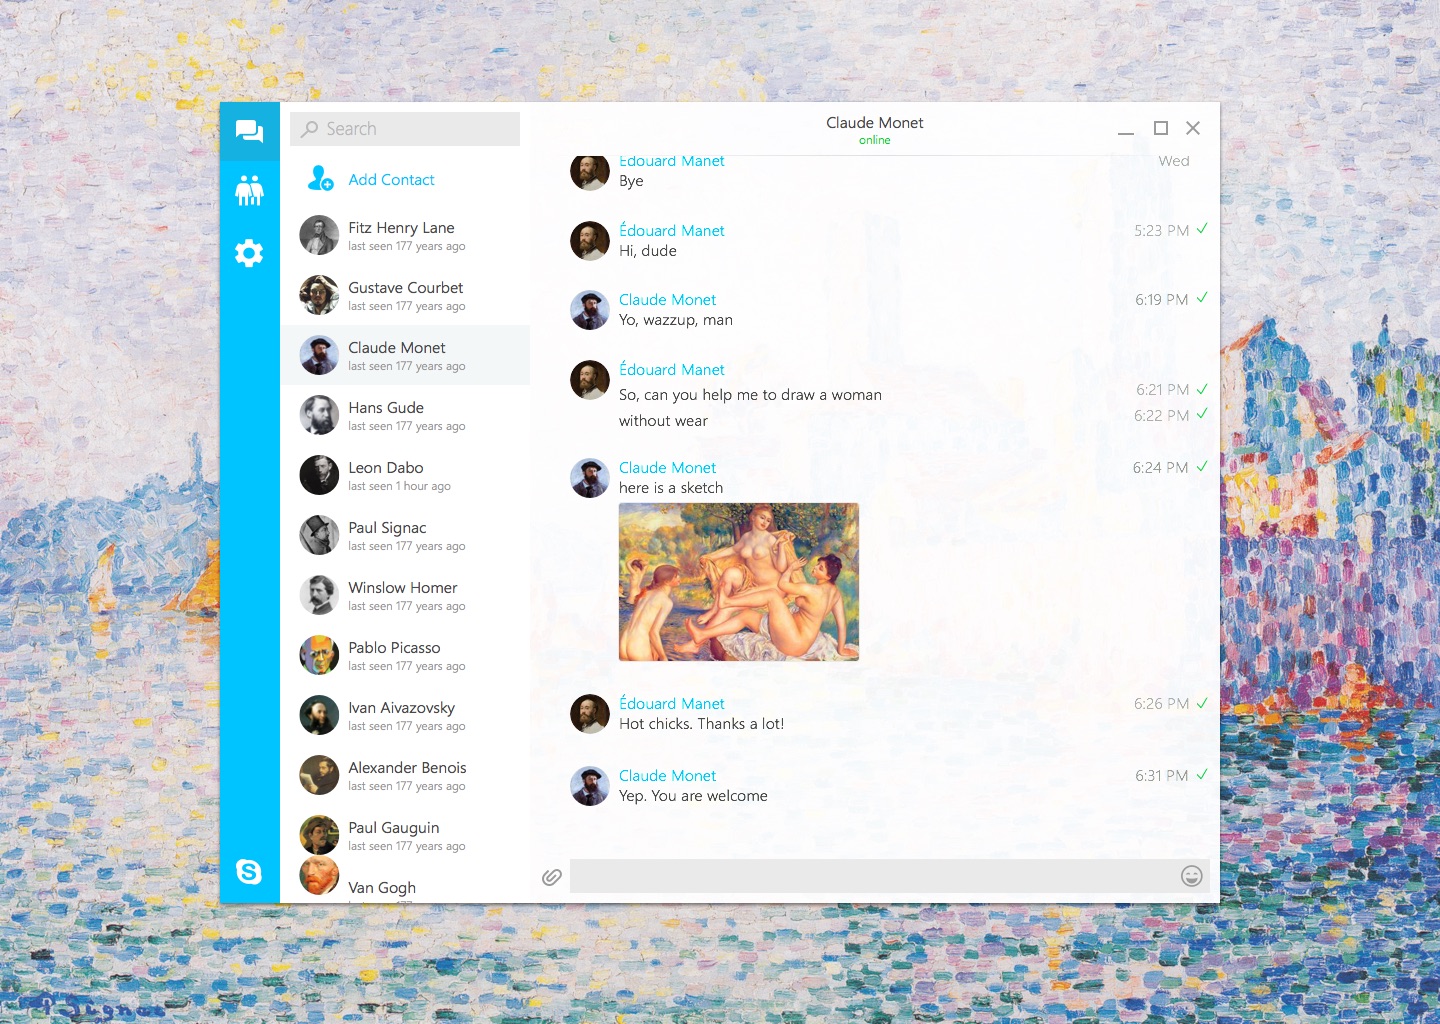 Search
Add Contact
Fitz Henry Lane
last seen 177 years ago
Gustave Courbet
last seen 177 years ago
Claude Monet
last seen 177 years ago
Hans Gude
last seen 177 years ago
Leon Dabo
last seen 1 hour ago
Paul Signac
last seen 177 years ago
Winslow Homer
last seen 177 years ago
Pablo Picasso
last seen 177 years ago
Ivan Aivazovsky
last seen 177 years ago
Alexander Benois
last seen 177 years ago
Paul Gauguin
last seen 177 years ago
Van Gogh
Claude Monet
online
Édouard Manet Wed
Bye
Édouard Manet 5:23 PM
Hi, dude
Claude Monet 6:19 PM
Yo, wazzup, man
Édouard Manet
So, can you help me to draw a woman 6:21 PM
without wear 6:22 PM
Claude Monet 6:24 PM
here is a sketch
Édouard Manet 6:26 PM
Hot chicks. Thanks a lot!
Claude Monet 6:31 PM
Yep. You are welcome